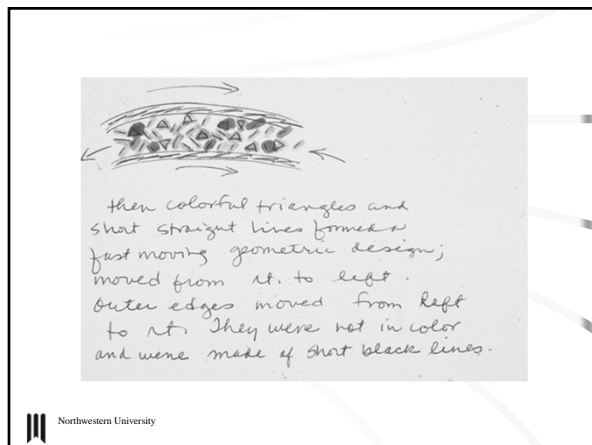 then colorful triangles and
short straight lines formed a
fast moving geometric design;
moved from rt. to left.
Outer edges moved from left
to rt. They were not in color
and were made of short black lines.
Northwestern University